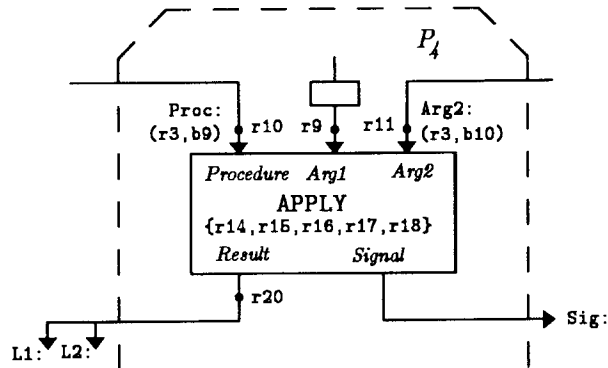 P4
Proc:
(r3,b9)
r10
r9
r11
Arg2:
(r3,b10)
Procedure Arg1 Arg2
APPLY
{r14,r15,r16,r17,r18}
Result Signal
r20
Sig:
L1: L2: